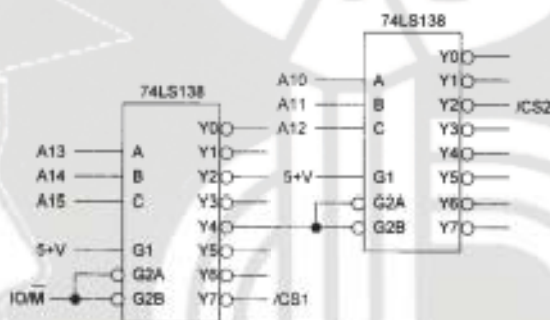 74LS138
A10 A Y0
A11 B Y1
A12 C Y2 /CS2
Y3
Y4
5+V G1 Y5
G2A Y6
G2B Y7
74LS138
A13 A Y0
A14 B Y1
A15 C Y2
Y3
Y4
5+V G1 Y5
G2A Y6
IO/M̅ G2B Y7 /CS1